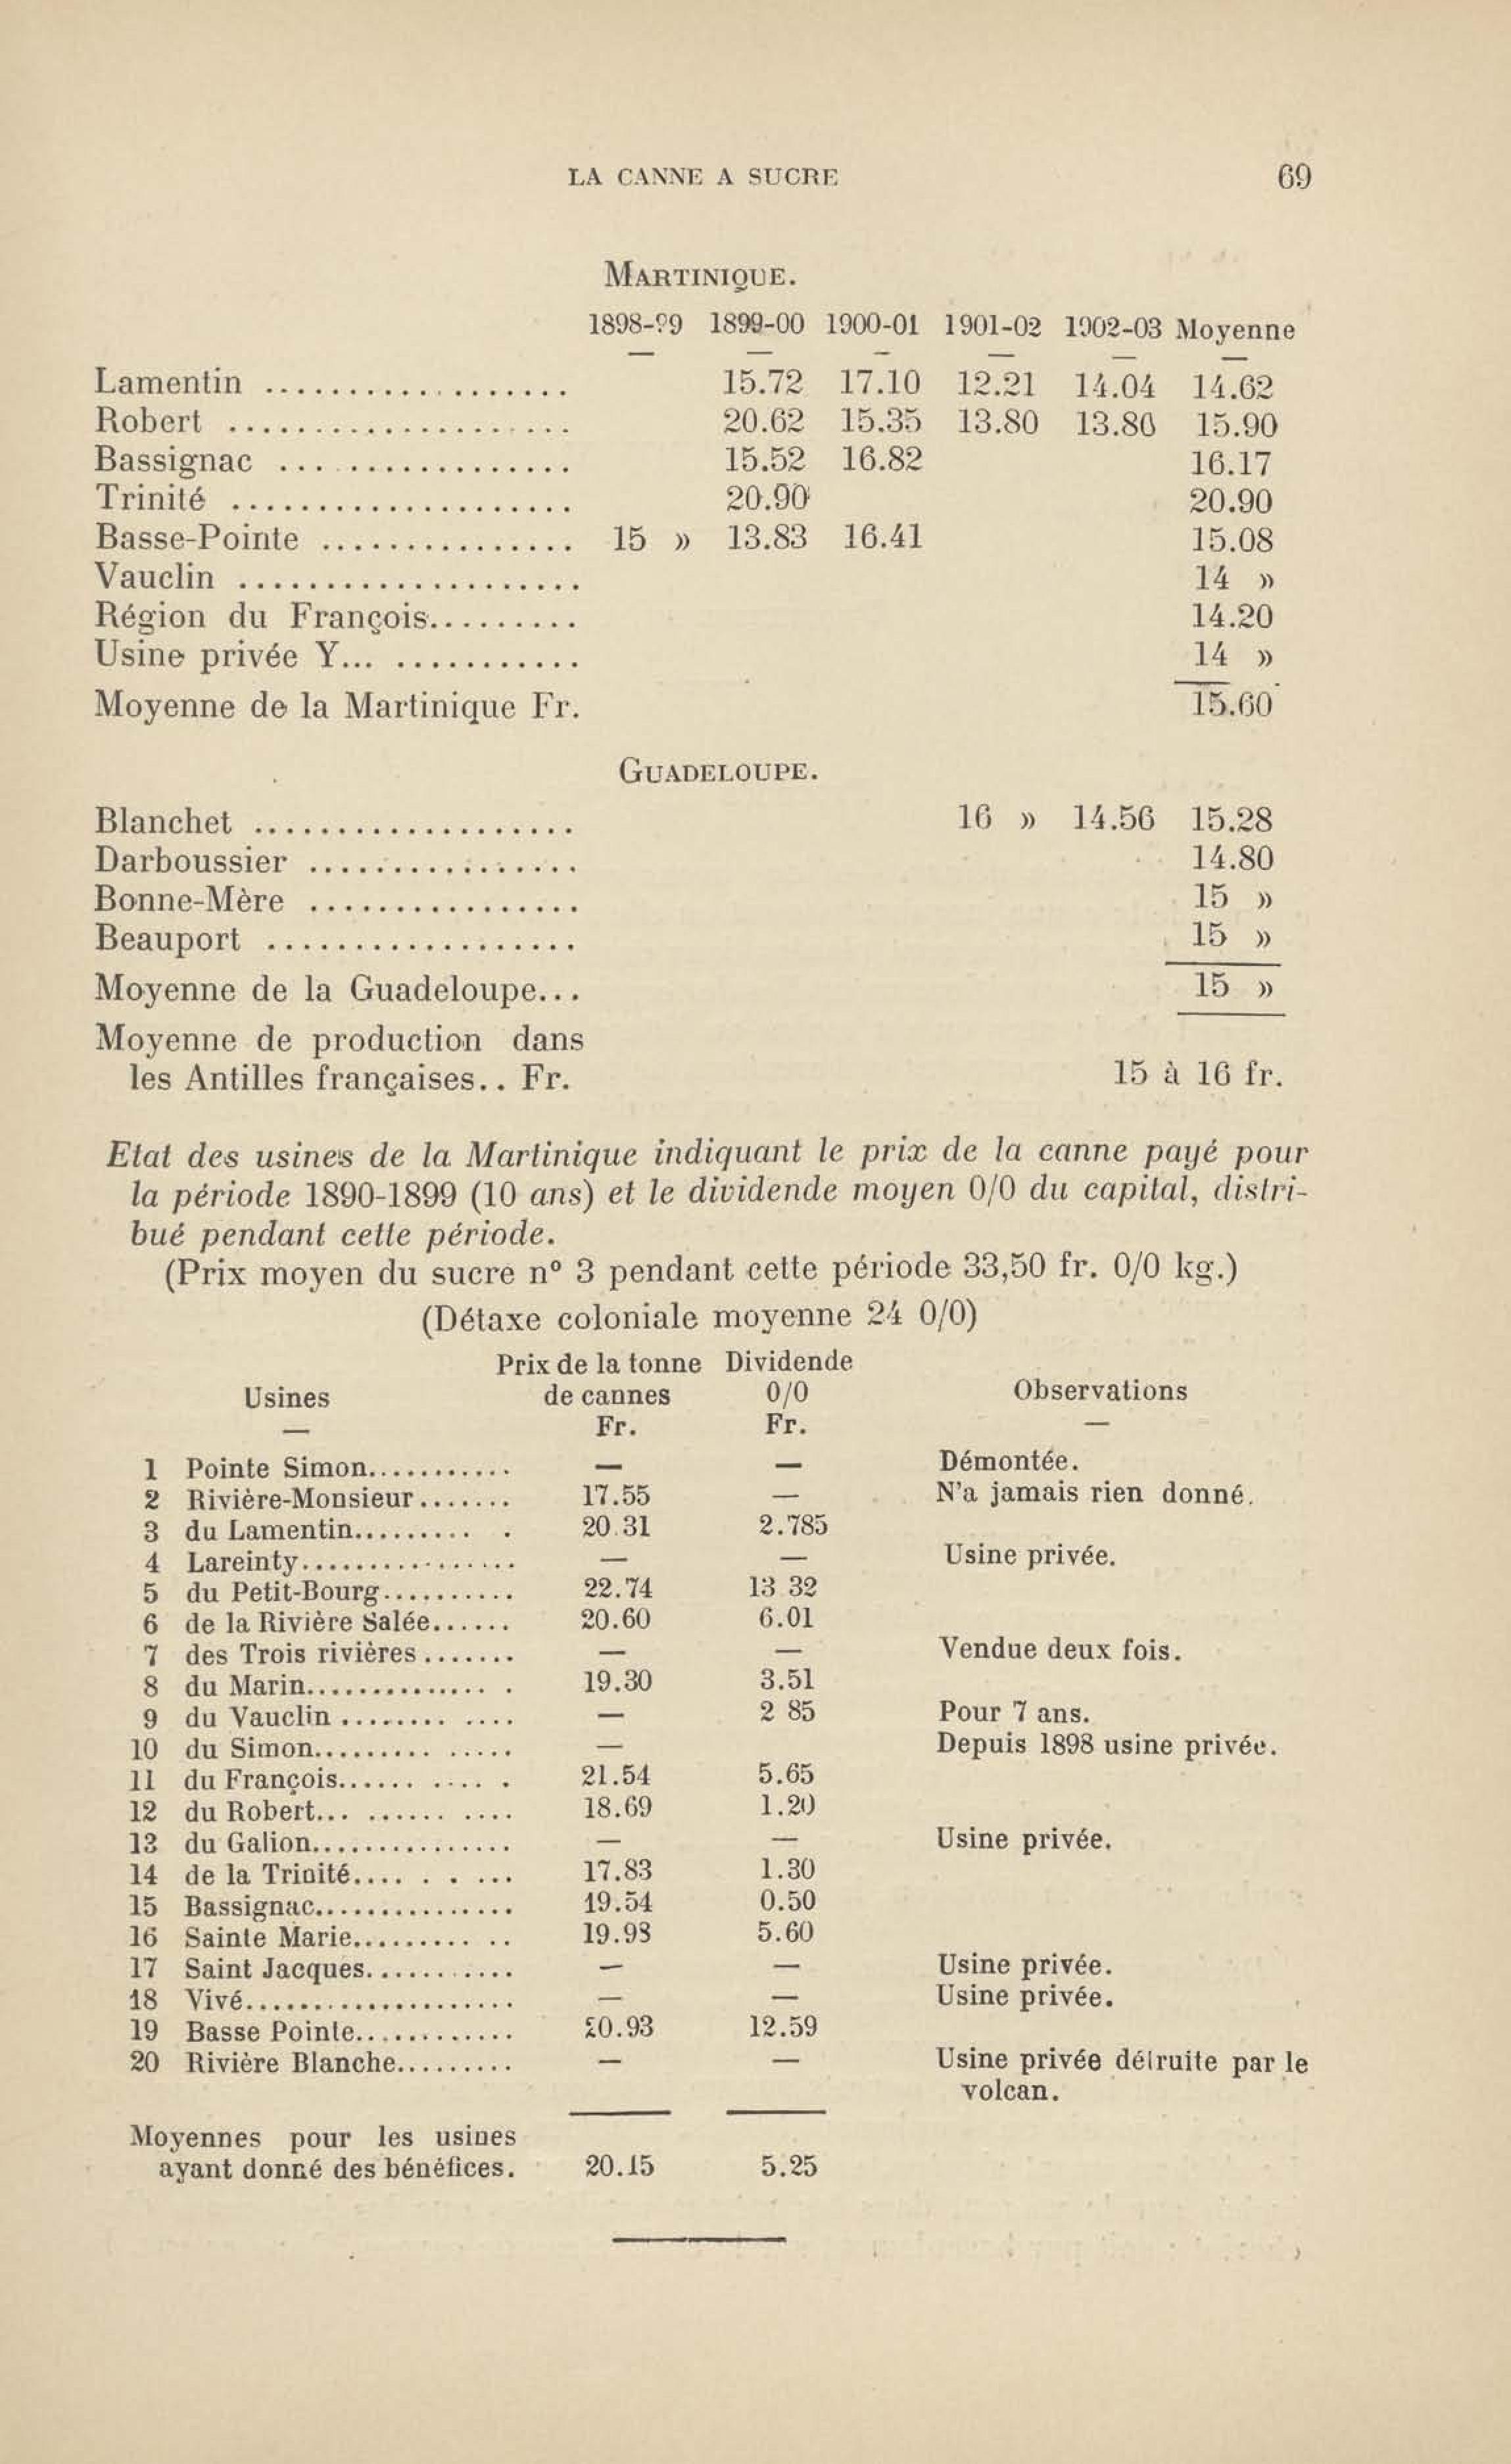 LA CANNE A SUCRE 69
MARTINIQUE.
1898-99 1899-00 1900-01 1901-02 1902-03 Moyenne
Lamentin .................. 15.72 17.10 12.21 14.04 14.62
Robert .................... 20.62 15.35 13.80 13.80 15.90
Bassignac ................. 15.52 16.82 16.17
Trinité .................... 20.90 20.90
Basse-Pointe ............... 15 » 13.83 16.41 15.08
Vauclin .................... 14 »
Région du François......... 14.20
Usine privée Y... ........... 14 »
Moyenne de la Martinique Fr. 15.60
GUADELOUPE.
Blanchet ................... 16 » 14.56 15.28
Darboussier ................ 14.80
Bonne-Mère ................ 15 »
Beauport .................. 15 »
Moyenne de la Guadeloupe... 15 »
Moyenne de production dans
les Antilles françaises.. Fr. 15 à 16 fr.
Etat des usines de la Martinique indiquant le prix de la canne payé pour
la période 1890-1899 (10 ans) et le dividende moyen 0/0 du capital, distri-
bué pendant cette période.
(Prix moyen du sucre n° 3 pendant cette période 33,50 fr. 0/0 kg.)
(Détaxe coloniale moyenne 24 0/0)
Prix de la tonne Dividende
Usines de cannes 0/0 Observations
— Fr. Fr. —
1 Pointe Simon........... — — Démontée.
2 Rivière-Monsieur....... 17.55 — N'a jamais rien donné.
3 du Lamentin......... . 20.31 2.785
4 Lareinty................ — — Usine privée.
5 du Petit-Bourg.......... 22.74 13 32
6 de la Rivière Salée...... 20.60 6.01
7 des Trois rivières....... — — Vendue deux fois.
8 du Marin.............. . 19.30 3.51
9 du Vauclin ........ .... — 2 85 Pour 7 ans.
10 du Simon......... ..... — Depuis 1898 usine privée.
11 du François...... .... . 21.54 5.65
12 du Robert... ...... .... 18.69 1.20
13 du Galion................ — — Usine privée.
14 de la Trinité.... . . ... 17.83 1.30
15 Bassignac................ 19.54 0.50
16 Sainte Marie.......... .. 19.93 5.60
17 Saint Jacques............ — — Usine privée.
18 Vivé..................... — — Usine privée.
19 Basse Pointe............. 20.93 12.59
20 Rivière Blanche......... — — Usine privée détruite par le
volcan.
Moyennes pour les usines
ayant donné des bénéfices. 20.15 5.25